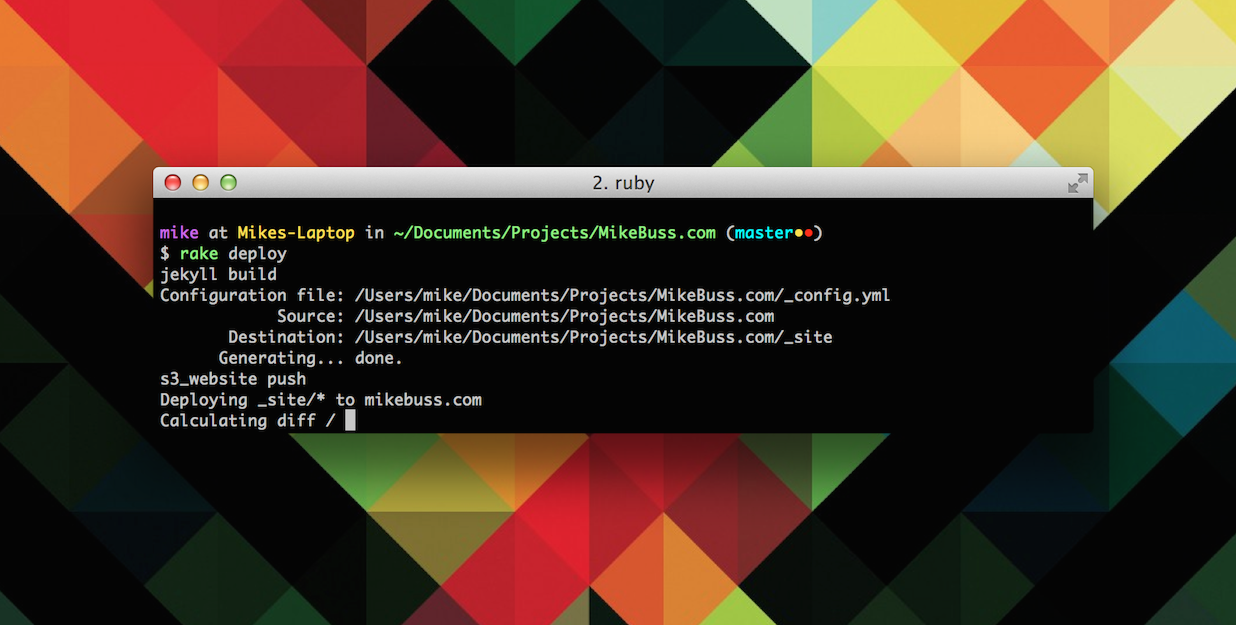 2. ruby
mike at Mikes-Laptop in ~/Documents/Projects/MikeBuss.com (master●●)
$ rake deploy
jekyll build
Configuration file: /Users/mike/Documents/Projects/MikeBuss.com/_config.yml
Source: /Users/mike/Documents/Projects/MikeBuss.com
Destination: /Users/mike/Documents/Projects/MikeBuss.com/_site
Generating... done.
s3_website push
Deploying _site/* to mikebuss.com
Calculating diff /